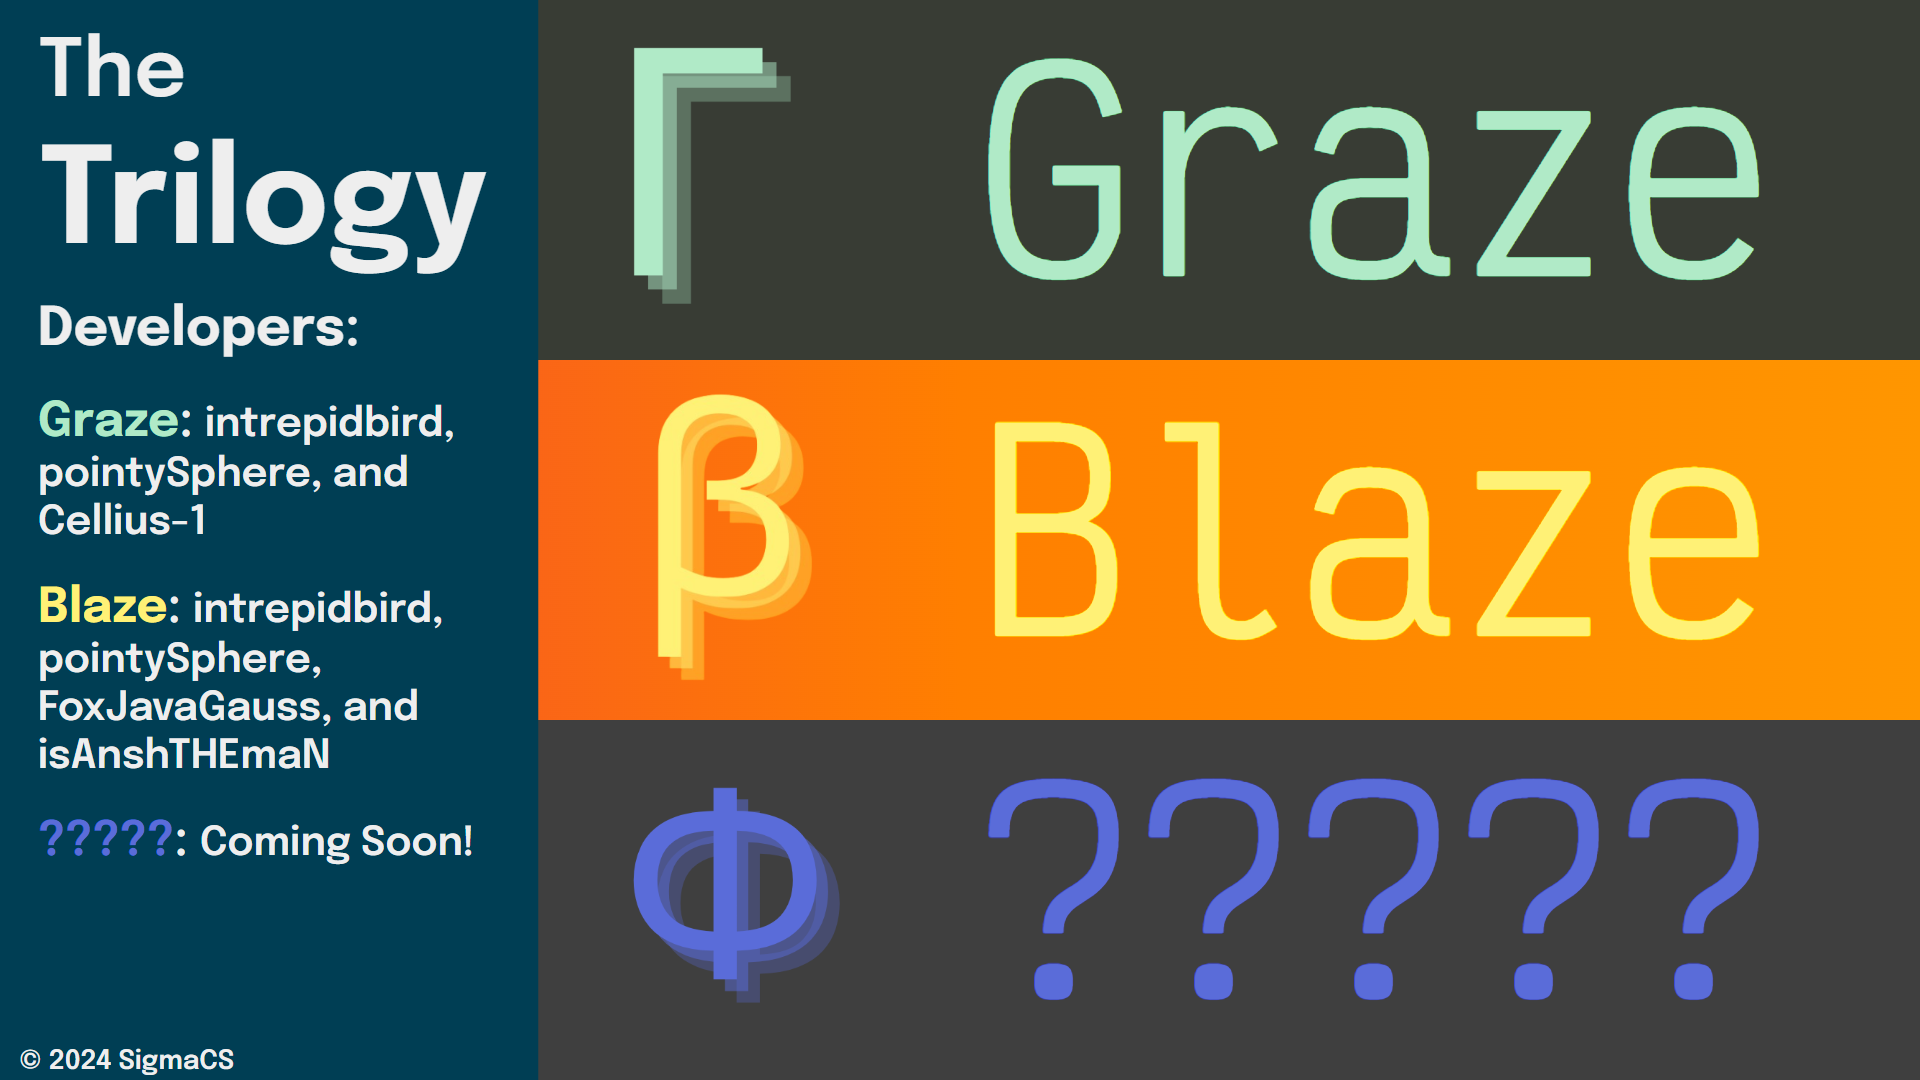 The
Trilogy
Developers:
Graze: intrepidbird,
pointySphere, and
Cellius-1
Blaze: intrepidbird,
pointySphere,
FoxJavaGauss, and
isAnshTHEmaN
?????: Coming Soon!
© 2024 SigmaCS
Γ Graze
β Blaze
Φ ?????